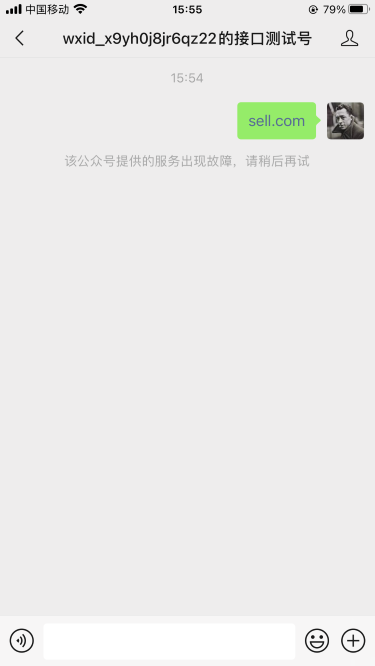 中国移动 15:55 79%
wxid_x9yh0j8jr6qz22的接口测试号
15:54
sell.com
该公众号提供的服务出现故障，请稍后再试